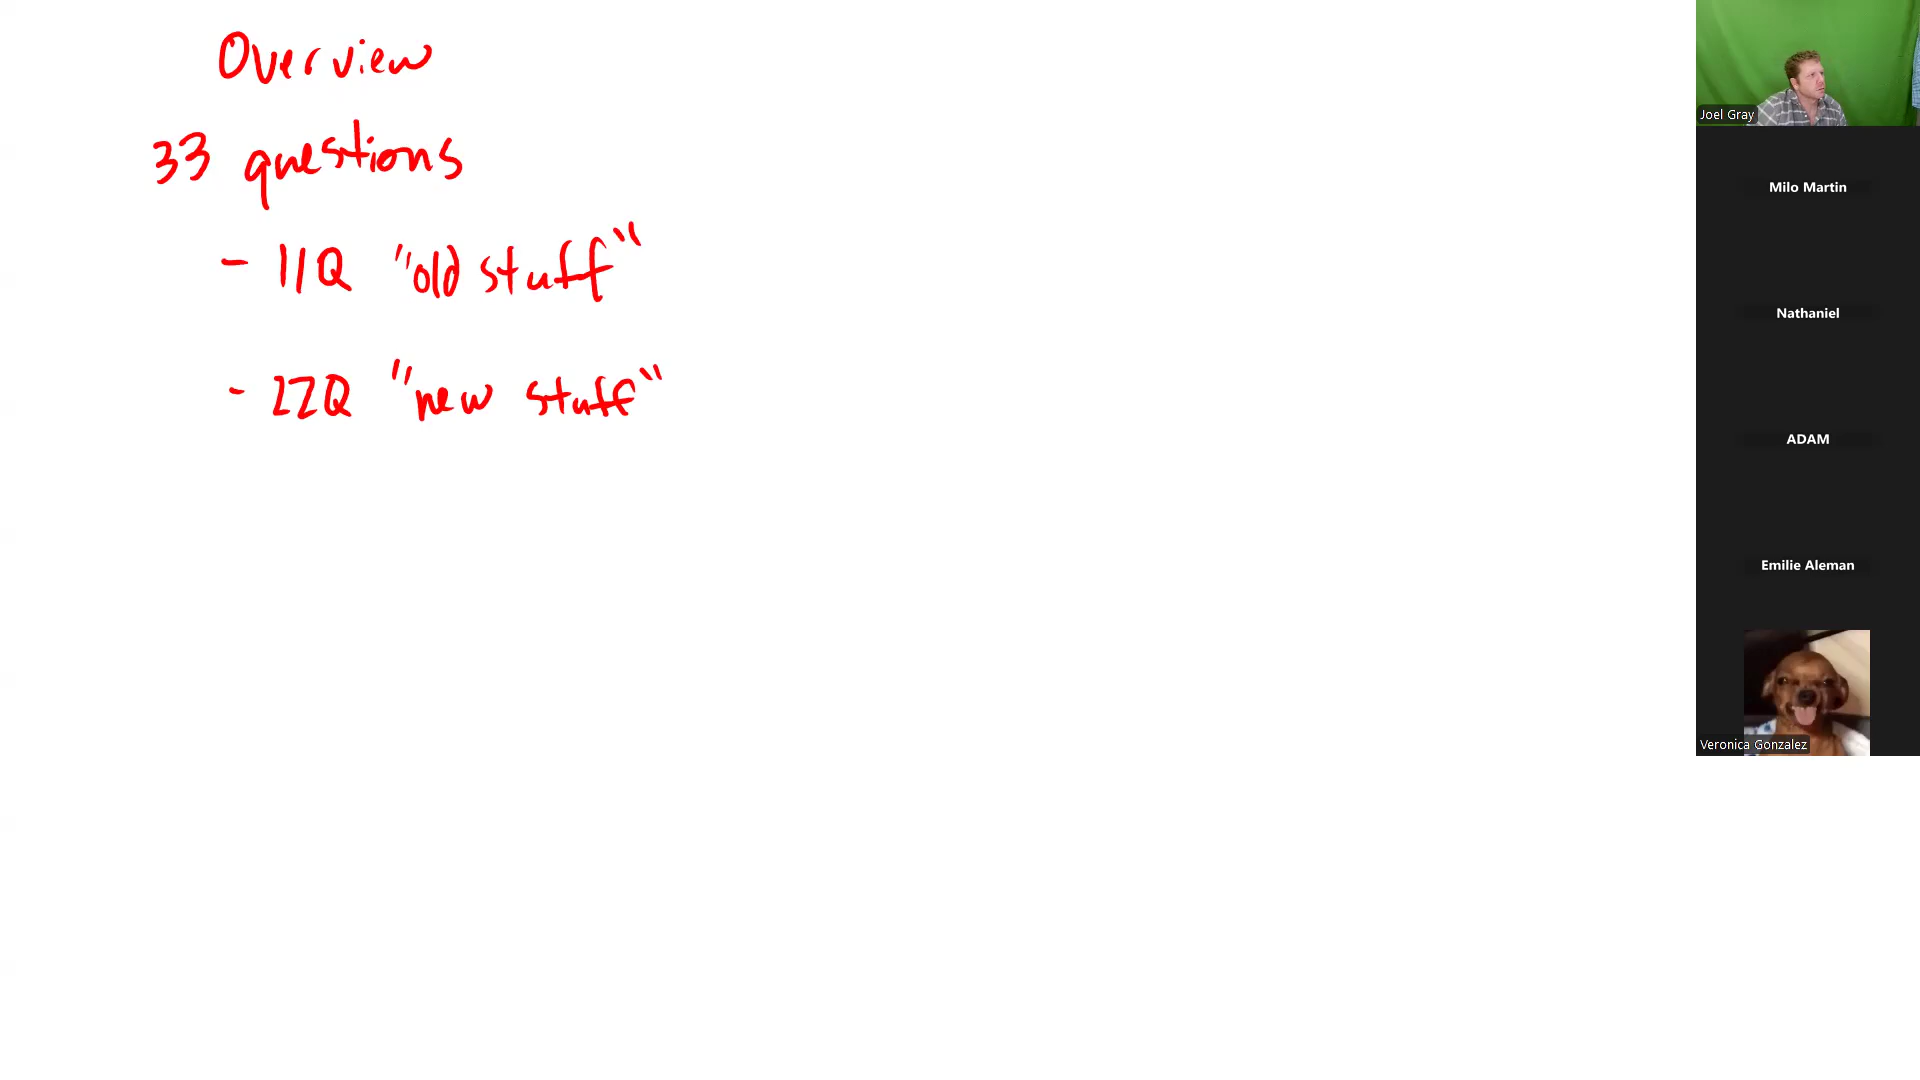 Overview
33 questions
- 11Q "old stuff"
- 22Q "new stuff"
Joel Gray
Milo Martin
Nathaniel
ADAM
Emilie Aleman
Veronica Gonzalez